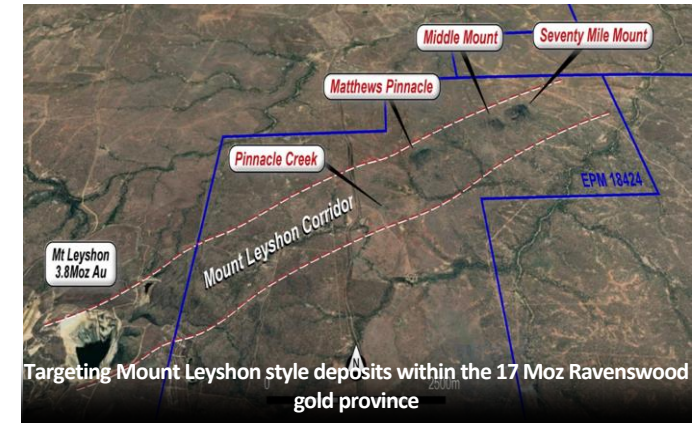 Middle Mount
Seventy Mile Mount
Matthews Pinnacle
Pinnacle Creek
EPM 18424
Mount Leyshon Corridor
Mt Leyshon
3.8Moz Au
N
Targeting Mount Leyshon style deposits within the 17 Moz Ravenswood
0 2500m
gold province